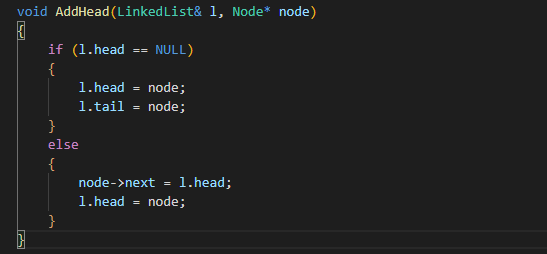 void AddHead(LinkedList& l, Node* node)
{
    if (l.head == NULL)
    {
        l.head = node;
        l.tail = node;
    }
    else
    {
        node->next = l.head;
        l.head = node;
    }
}